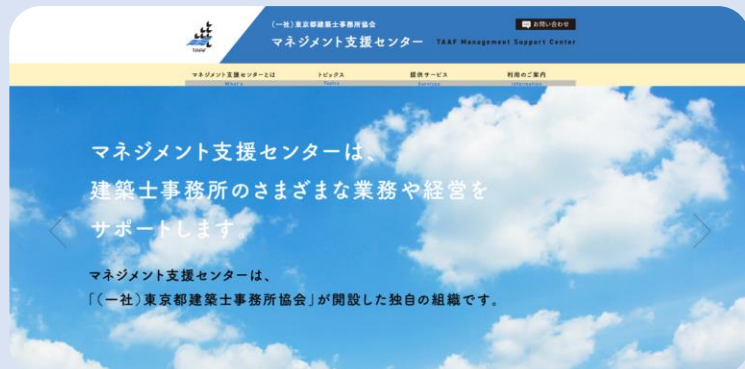 (一社)東京都建築士事務所協会
お問い合わせ
マネジメント支援センター TAAF Management Support Center
マネジメント支援センターとは トピックス 提供サービス 利用のご案内
What's Topics Services Information
マネジメント支援センターは、
建築士事務所のさまざまな業務や経営を
サポートします。
マネジメント支援センターは、
「(一社)東京都建築士事務所協会」が開設した独自の組織です。